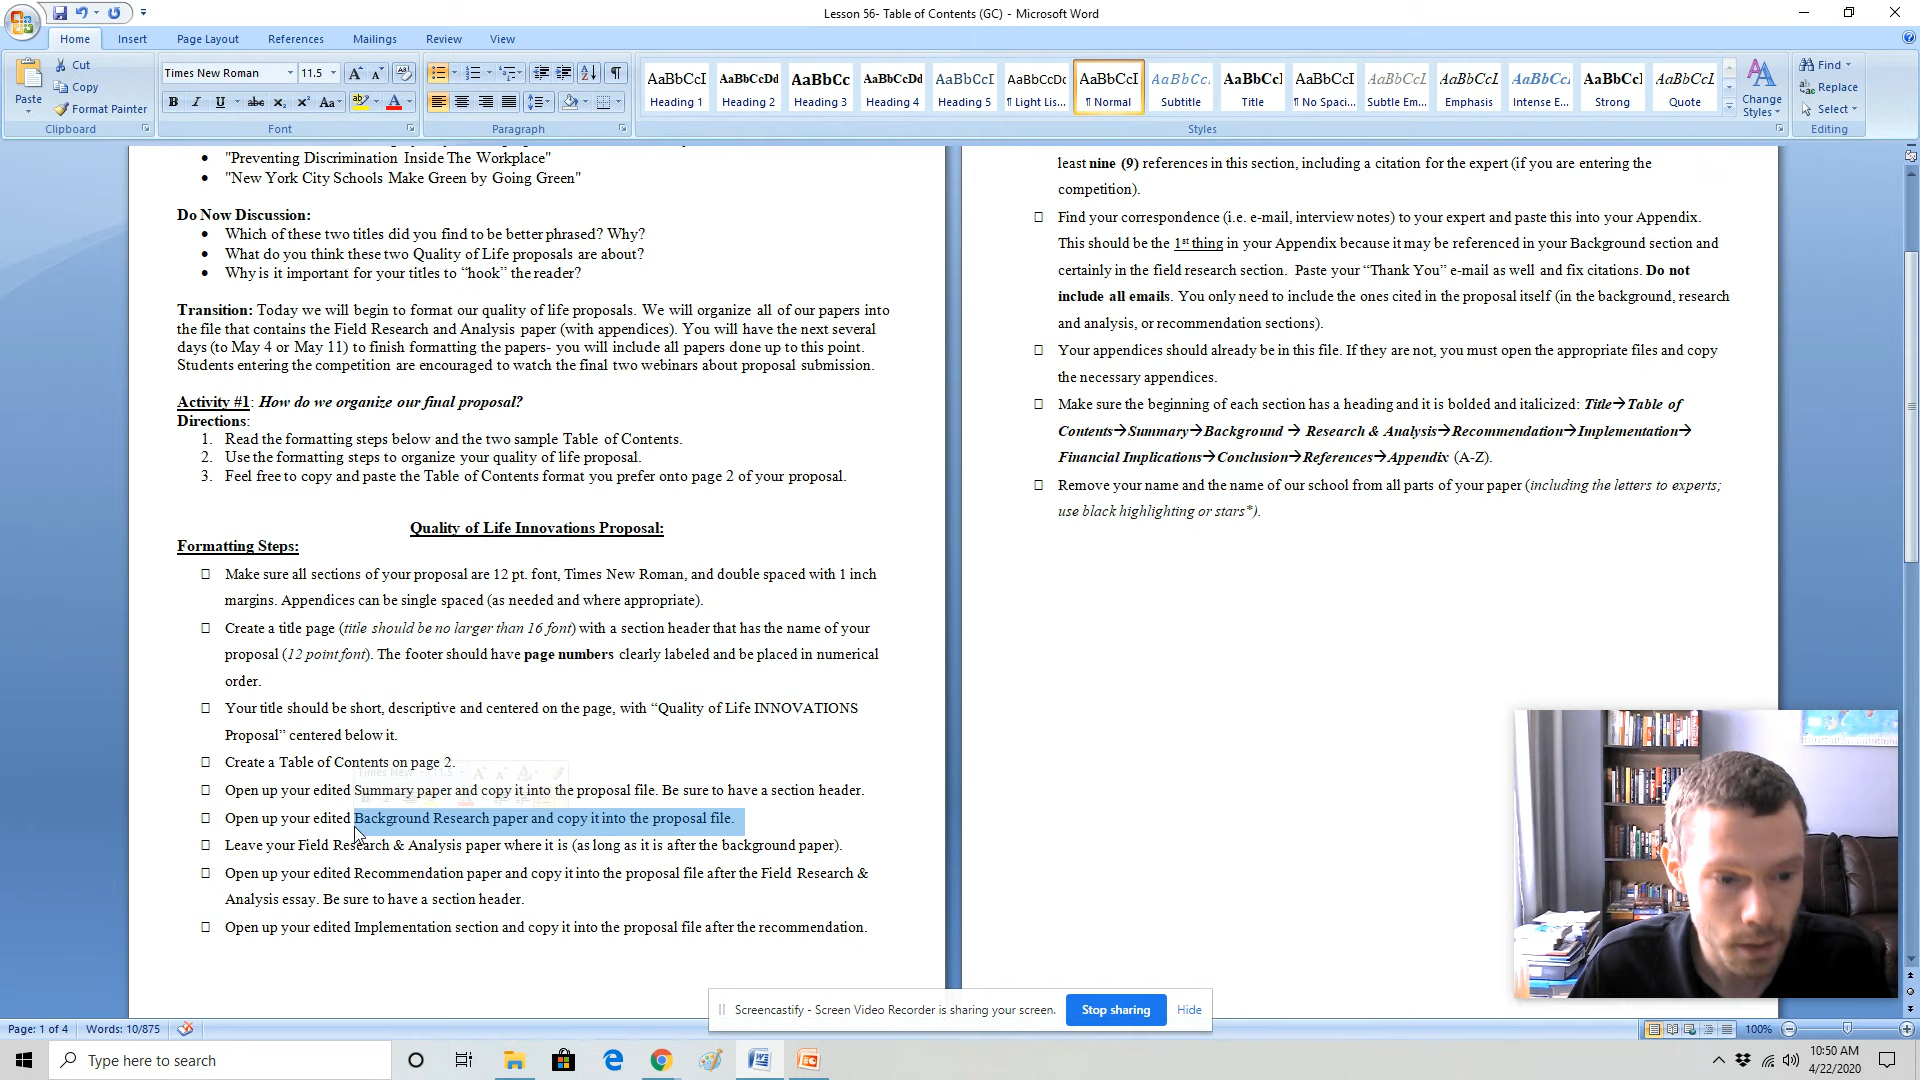 Lesson 56- Table of Contents (GC) - Microsoft Word
Home Insert Page Layout References Mailings Review View
Paste
Cut
Copy
Format Painter
Clipboard
Times New Roman 11.5
Font
Paragraph
AaBbCcI AaBbCcDd AaBbCc AaBbCcDd AaBbCcI AaBbCcDc AaBbCcI AaBbCc. AaBbCcI AaBbCcI AaBbCcI AaBbCcL AaBbCcI AaBbCcI AaBbCcL
Heading 1 Heading 2 Heading 3 Heading 4 Heading 5 ¶ Light Lis... ¶ Normal Subtitle Title ¶ No Spaci... Subtle Em... Emphasis Intense E... Strong Quote
Change Styles
Styles
Find
Replace
Select
Editing
• "Preventing Discrimination Inside The Workplace"
• "New York City Schools Make Green by Going Green"
Do Now Discussion:
• Which of these two titles did you find to be better phrased? Why?
• What do you think these two Quality of Life proposals are about?
• Why is it important for your titles to “hook” the reader?
Transition: Today we will begin to format our quality of life proposals. We will organize all of our papers into
the file that contains the Field Research and Analysis paper (with appendices). You will have the next several
days (to May 4 or May 11) to finish formatting the papers- you will include all papers done up to this point.
Students entering the competition are encouraged to watch the final two webinars about proposal submission.
Activity #1: How do we organize our final proposal?
Directions:
1. Read the formatting steps below and the two sample Table of Contents.
2. Use the formatting steps to organize your quality of life proposal.
3. Feel free to copy and paste the Table of Contents format you prefer onto page 2 of your proposal.
Quality of Life Innovations Proposal:
Formatting Steps:
Make sure all sections of your proposal are 12 pt. font, Times New Roman, and double spaced with 1 inch
margins. Appendices can be single spaced (as needed and where appropriate).
Create a title page (title should be no larger than 16 font) with a section header that has the name of your
proposal (12 point font). The footer should have page numbers clearly labeled and be placed in numerical
order.
Your title should be short, descriptive and centered on the page, with “Quality of Life INNOVATIONS
Proposal” centered below it.
Create a Table of Contents on page 2.
Open up your edited Summary paper and copy it into the proposal file. Be sure to have a section header.
Open up your edited Background Research paper and copy it into the proposal file.
Leave your Field Research & Analysis paper where it is (as long as it is after the background paper).
Open up your edited Recommendation paper and copy it into the proposal file after the Field Research &
Analysis essay. Be sure to have a section header.
Open up your edited Implementation section and copy it into the proposal file after the recommendation.
least nine (9) references in this section, including a citation for the expert (if you are entering the
competition).
Find your correspondence (i.e. e-mail, interview notes) to your expert and paste this into your Appendix.
This should be the 1st thing in your Appendix because it may be referenced in your Background section and
certainly in the field research section. Paste your “Thank You” e-mail as well and fix citations. Do not
include all emails. You only need to include the ones cited in the proposal itself (in the background, research
and analysis, or recommendation sections).
Your appendices should already be in this file. If they are not, you must open the appropriate files and copy
the necessary appendices.
Make sure the beginning of each section has a heading and it is bolded and italicized: Title→Table of
Contents→Summary→Background → Research & Analysis→Recommendation→Implementation→
Financial Implications→Conclusion→References→Appendix (A-Z).
Remove your name and the name of our school from all parts of your paper (including the letters to experts;
use black highlighting or stars*).
Screencastify - Screen Video Recorder is sharing your screen. Stop sharing Hide
Page: 1 of 4 Words: 10/875 100%
Type here to search
10:50 AM
4/22/2020